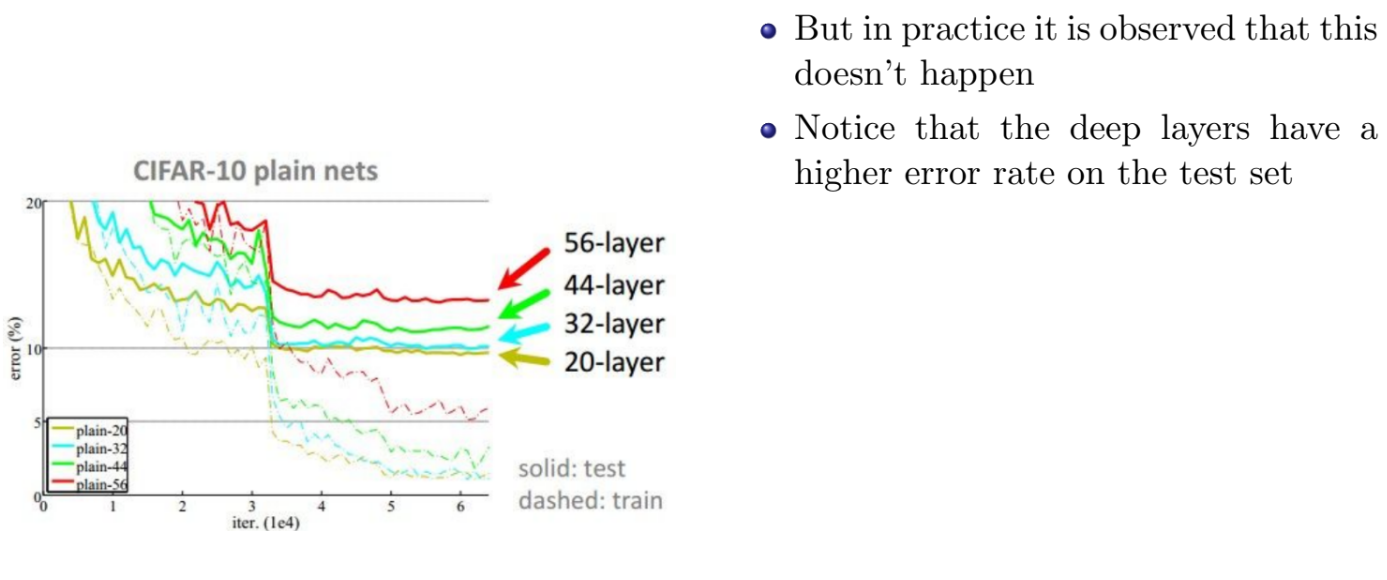 But in practice it is observed that this
doesn't happen
Notice that the deep layers have a
higher error rate on the test set
CIFAR-10 plain nets
20
10
5
0
error (%)
0 1 2 3 4 5 6
iter. (1e4)
plain-20
plain-32
plain-44
plain-56
56-layer
44-layer
32-layer
20-layer
solid: test
dashed: train